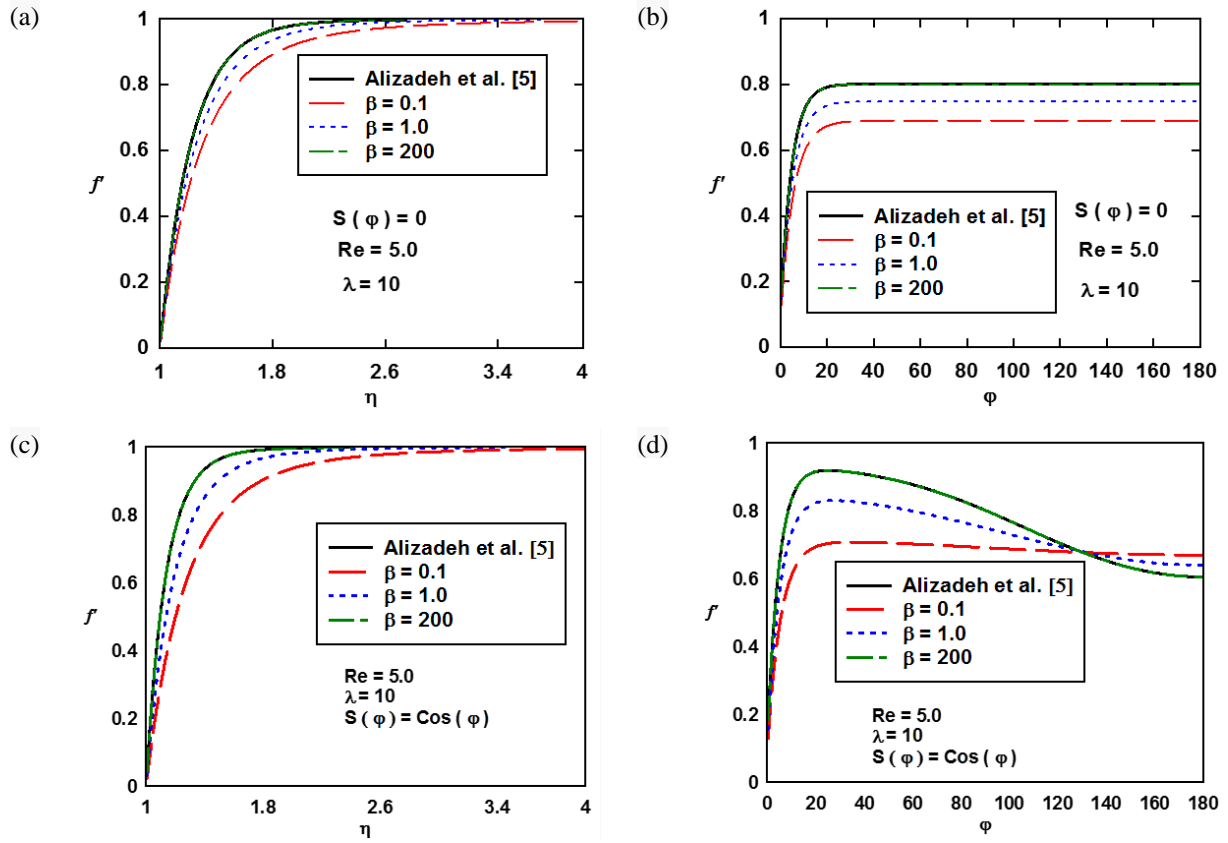 (a)
f'
1
0.8
0.6
0.4
0.2
0
Alizadeh et al. [5]
β = 0.1
β = 1.0
β = 200
S ( φ ) = 0
Re = 5.0
λ = 10
1 1.8 2.6 3.4 4
η
(b)
f'
1
0.8
0.6
0.4
0.2
0
Alizadeh et al. [5]
β = 0.1
β = 1.0
β = 200
S ( φ ) = 0
Re = 5.0
λ = 10
0 20 40 60 80 100 120 140 160 180
φ
(c)
f'
1
0.8
0.6
0.4
0.2
0
Alizadeh et al. [5]
β = 0.1
β = 1.0
β = 200
Re = 5.0
λ = 10
S ( φ ) = Cos ( φ )
1 1.8 2.6 3.4 4
η
(d)
f'
1
0.8
0.6
0.4
0.2
0
Alizadeh et al. [5]
β = 0.1
β = 1.0
β = 200
Re = 5.0
λ = 10
S ( φ ) = Cos ( φ )
0 20 40 60 80 100 120 140 160 180
φ